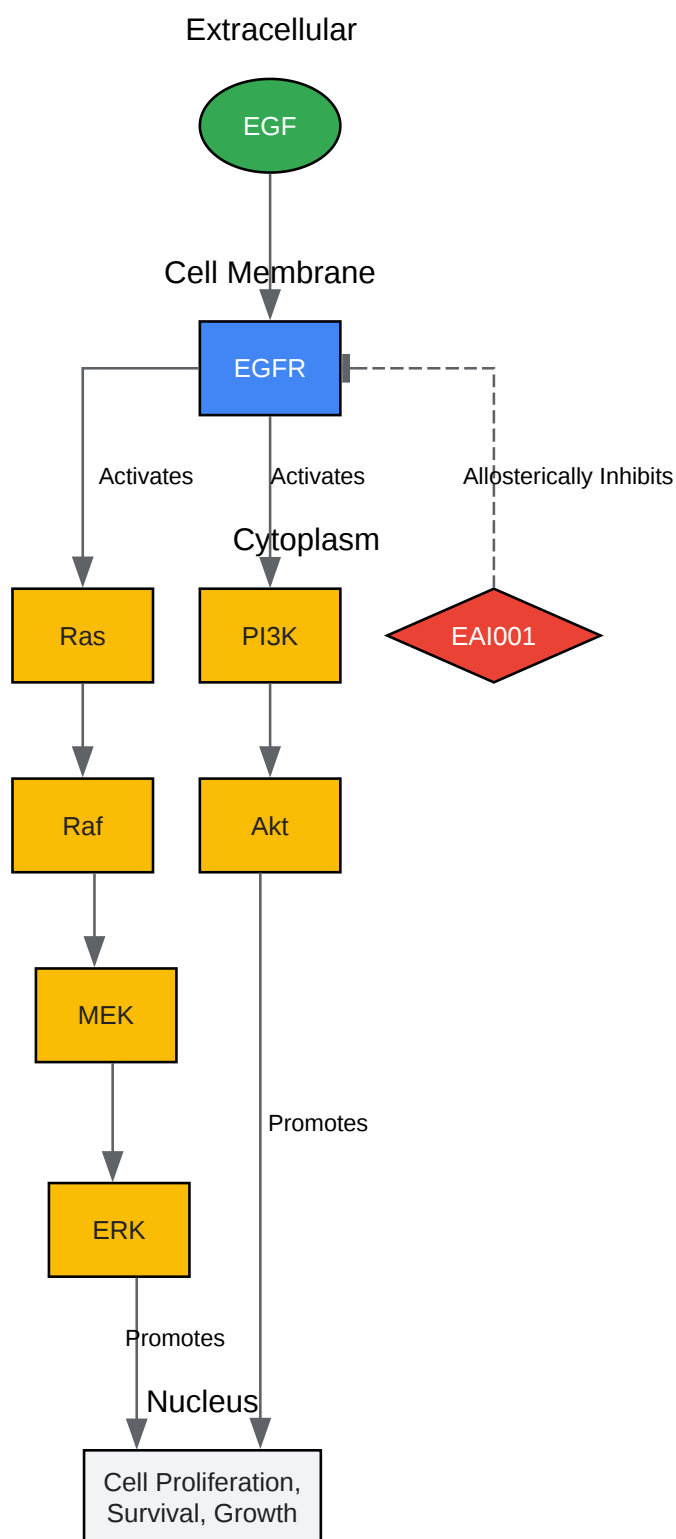 Extracellular
EGF
Cell Membrane
EGFR
Activates
Activates
Allosterically Inhibits
Cytoplasm
Ras
PI3K
EAI001
Raf
Akt
MEK
Promotes
ERK
Promotes
Nucleus
Cell Proliferation,
Survival, Growth